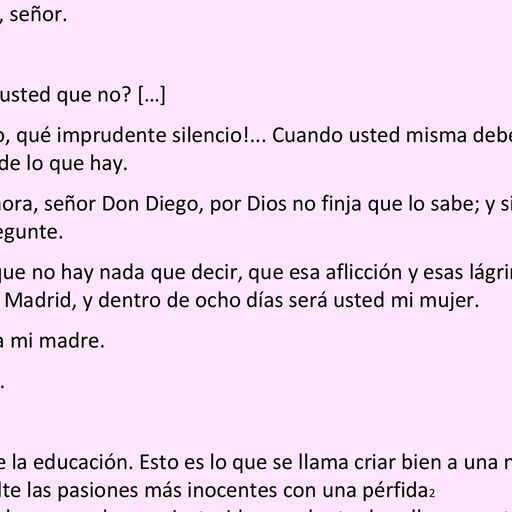 , señor.
usted que no? [...]
o, qué imprudente silencio!... Cuando usted misma debe
de lo que hay.
ora, señor Don Diego, por Dios no finja que lo sabe; y si
egunte.
que no hay nada que decir, que esa aflicción y esas lágri
Madrid, y dentro de ocho días será usted mi mujer.
a mi madre.
.
e la educación. Esto es lo que se llama criar bien a una n
lte las pasiones más inocentes con una pérfida₂